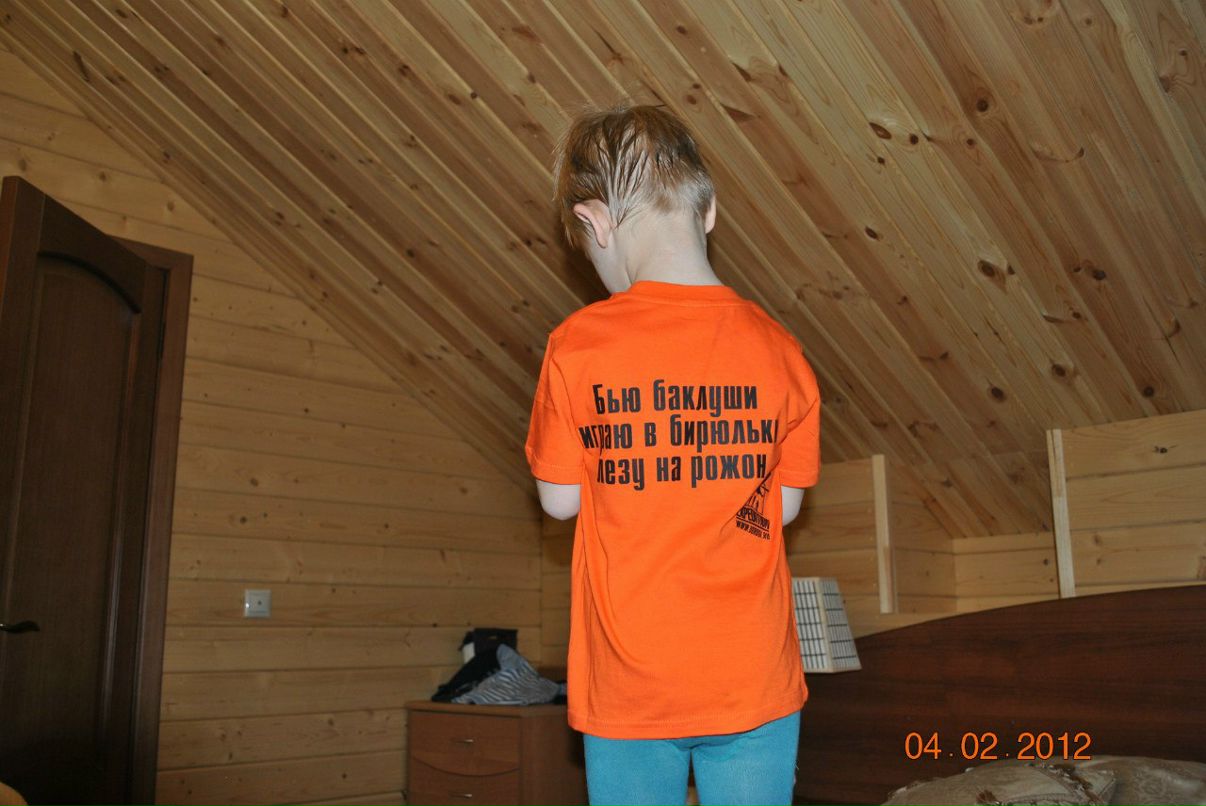 Бью баклуши
играю в бирюльки
лезу на рожон
04.02.2012